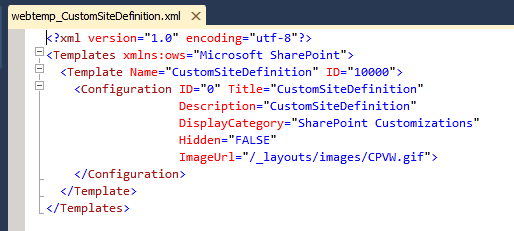 webtemp_CustomSiteDefinition.xml
<?xml version="1.0" encoding="utf-8"?>
<Templates xmlns:ows="Microsoft SharePoint">
<Template Name="CustomSiteDefinition" ID="10000">
<Configuration ID="0" Title="CustomSiteDefinition"
Description="CustomSiteDefinition"
DisplayCategory="SharePoint Customizations"
Hidden="FALSE"
ImageUrl="/_layouts/images/CPVW.gif">
</Configuration>
</Template>
</Templates>